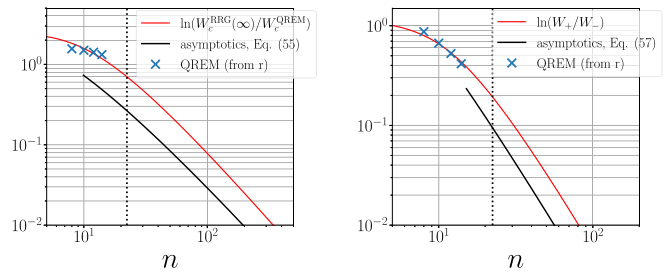 ln(W_c^RRG(∞)/W_c^QREM)
asymptotics, Eq. (55)
QREM (from r)
10^0
10^-1
10^-2
10^1
10^2
n
ln(W_+/W_-)
asymptotics, Eq. (57)
QREM (from r)
10^0
10^-1
10^-2
10^1
10^2
n